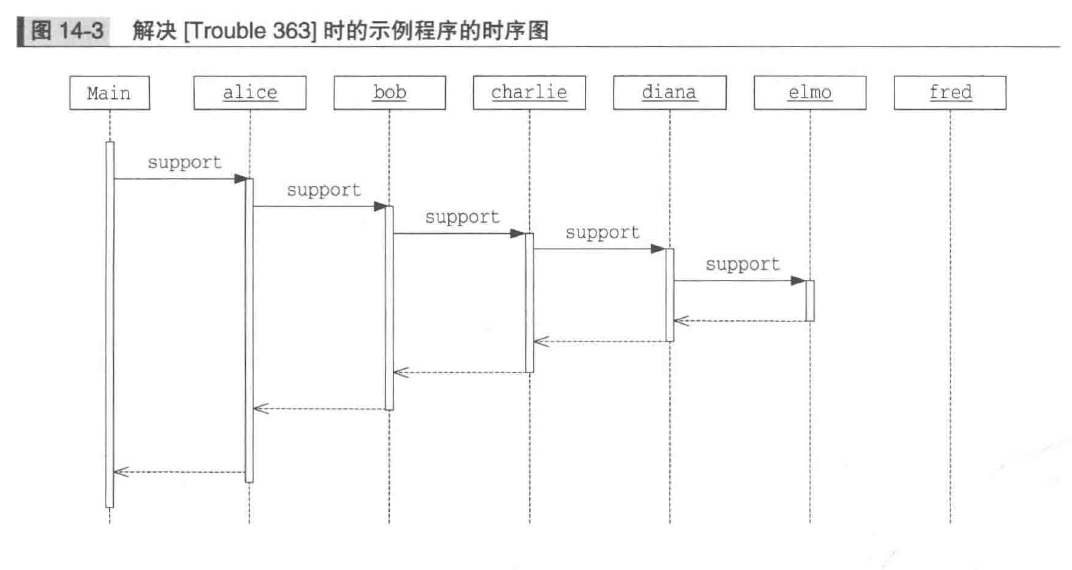 图 14-3 解决 [Trouble 363] 时的示例程序的时序图
Main alice bob charlie diana elmo fred
support
support
support
support
support